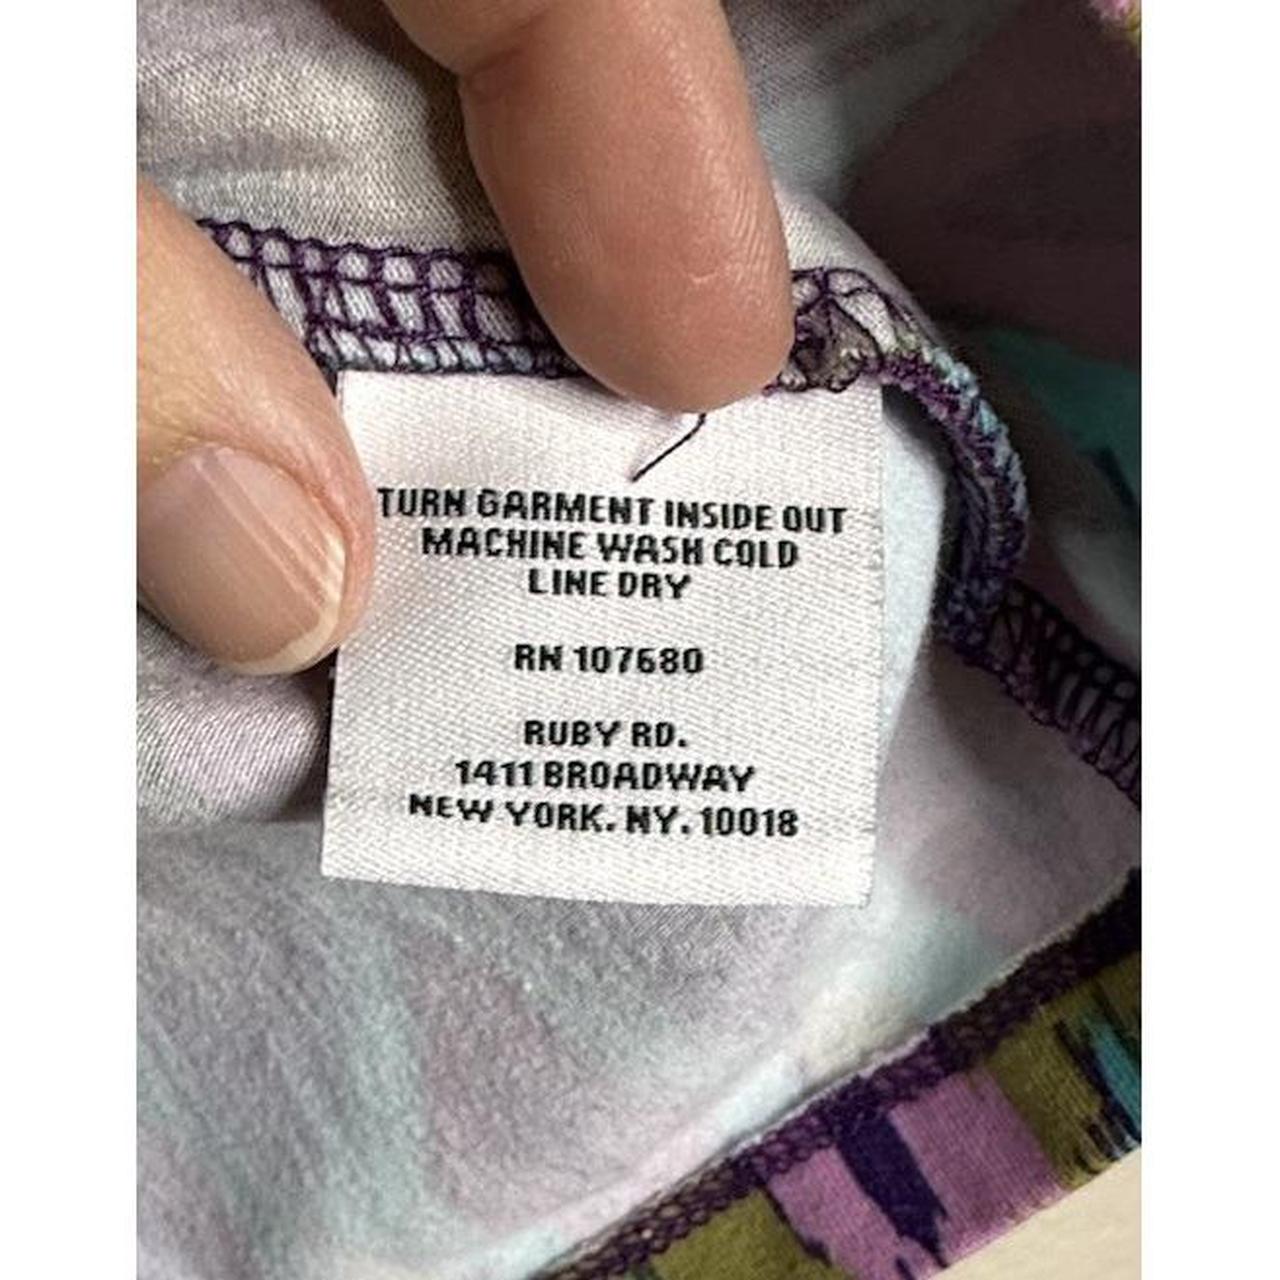 TURN GARMENT INSIDE OUT
MACHINE WASH COLD
LINE DRY
RN 107680
RUBY RD.
1411 BROADWAY
NEW YORK. NY. 10018